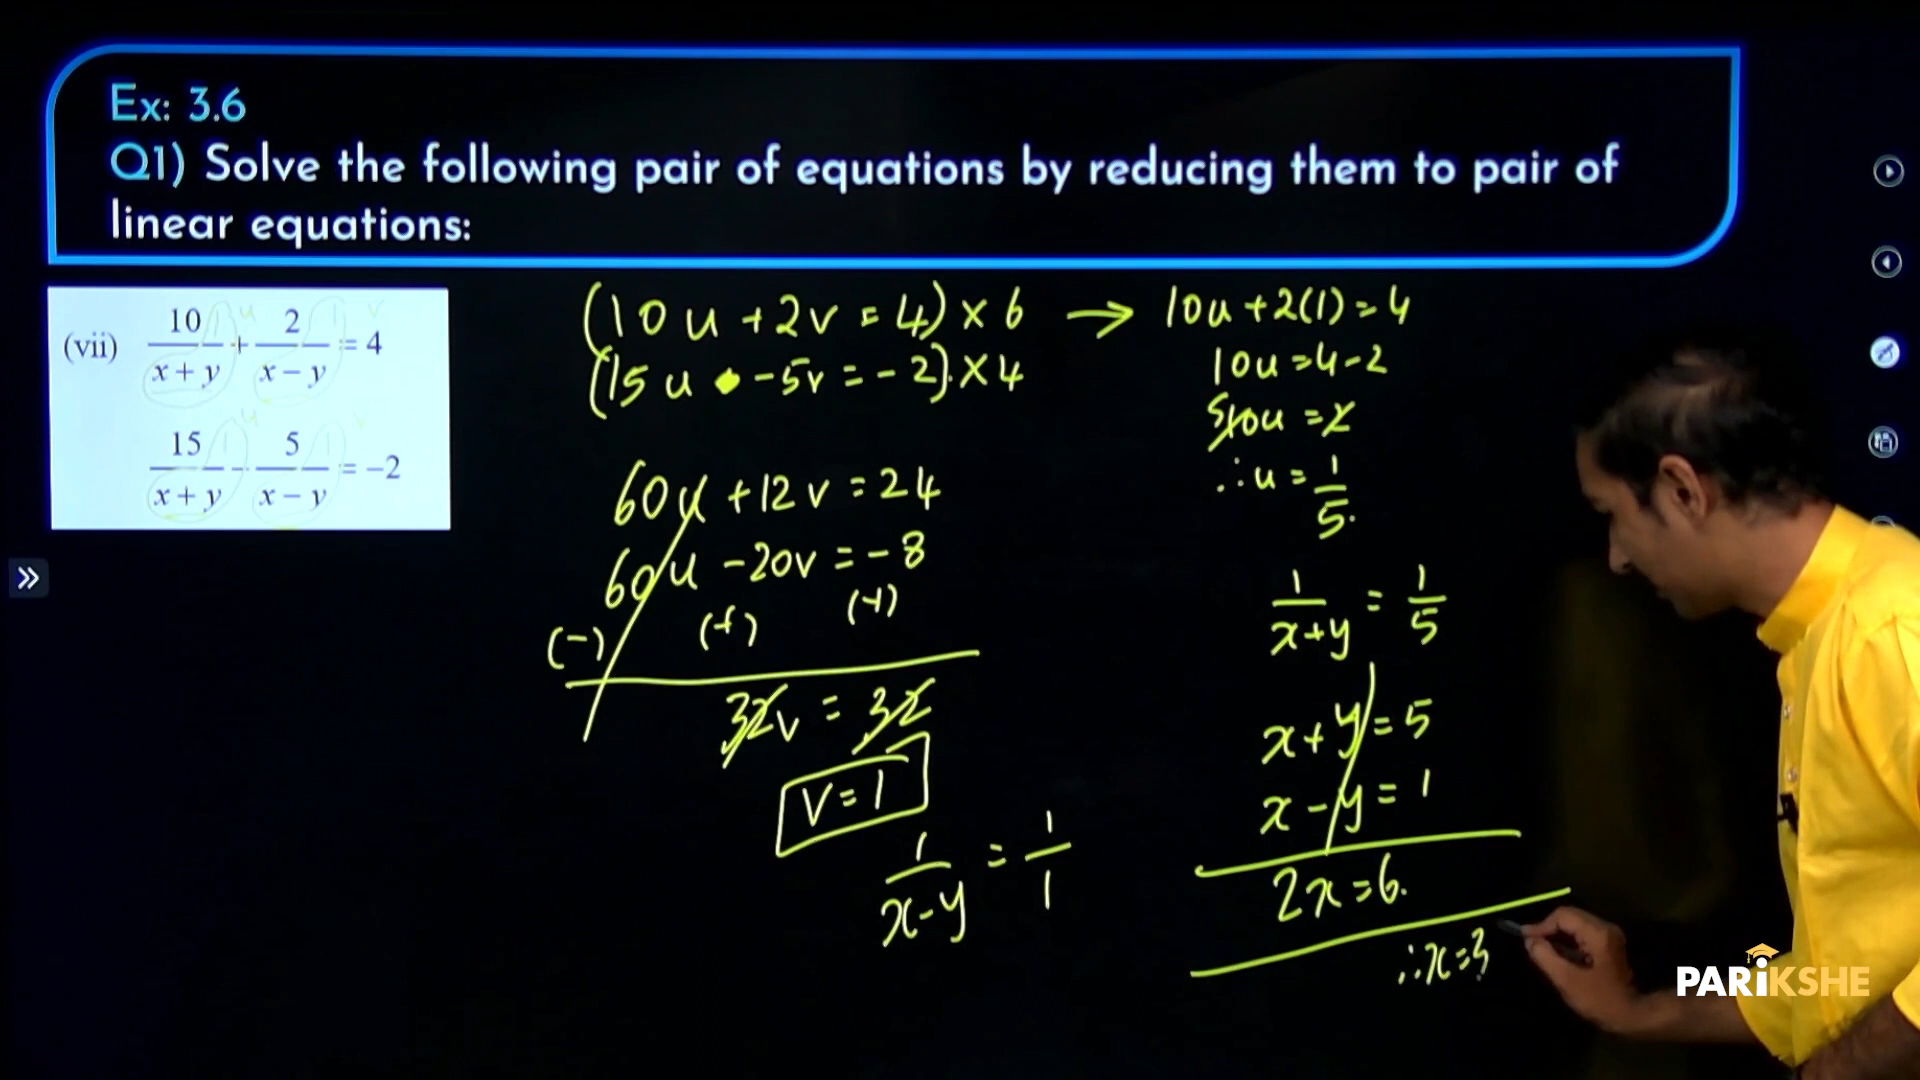 Ex: 3.6
Q1) Solve the following pair of equations by reducing them to pair of
linear equations:
(vii) 10/(x + y) + 2/(x − y) = 4
15/(x + y) − 5/(x − y) = −2
(10u + 2v = 4) × 6
(15u - 5v = -2) × 4
60u + 12v = 24
60u - 20v = -8
(-) (+) (+)
32v = 32
v = 1
1/(x-y) = 1/1
→ 10u + 2(1) = 4
10u = 4-2
5 10u = 2
∴ u = 1/5.
1/(x+y) = 1/5
x+y = 5
x-y = 1
2x = 6.
∴ x = 3
PARiKSHE